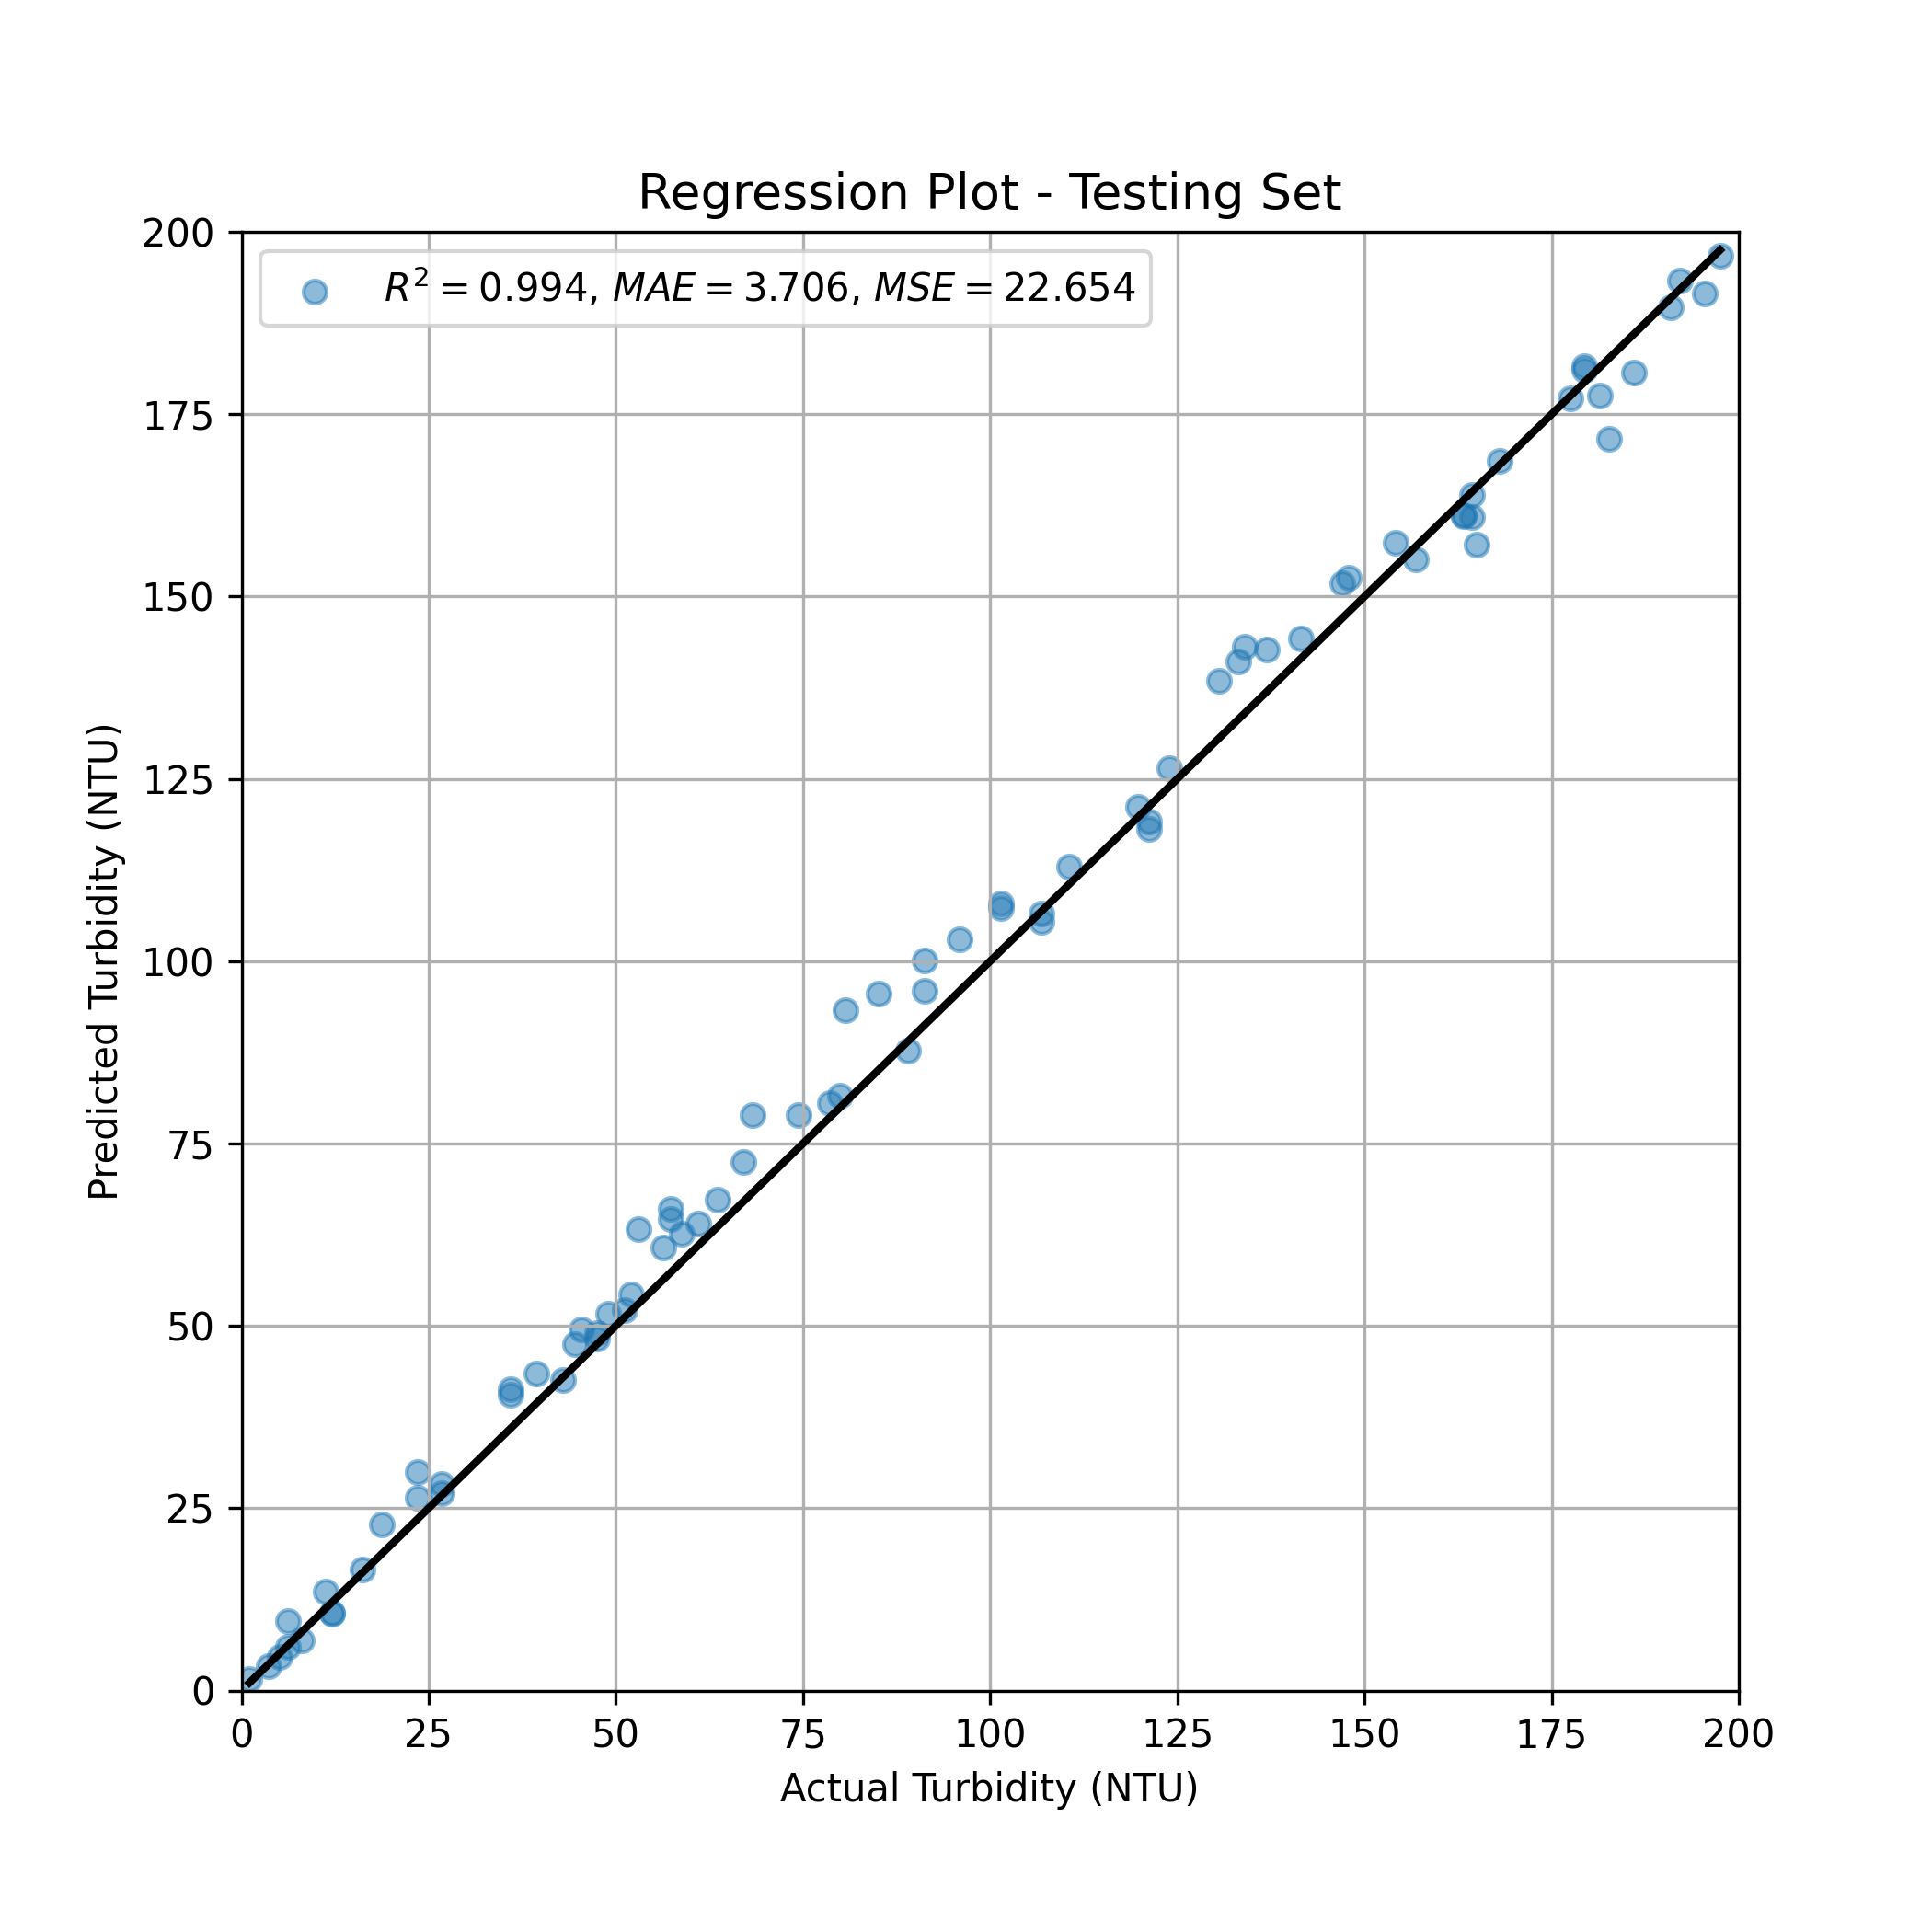 Regression Plot - Testing Set
R² = 0.994, MAE = 3.706, MSE = 22.654
200
175
150
125
100
75
50
25
0
Predicted Turbidity (NTU)
0 25 50 75 100 125 150 175 200
Actual Turbidity (NTU)